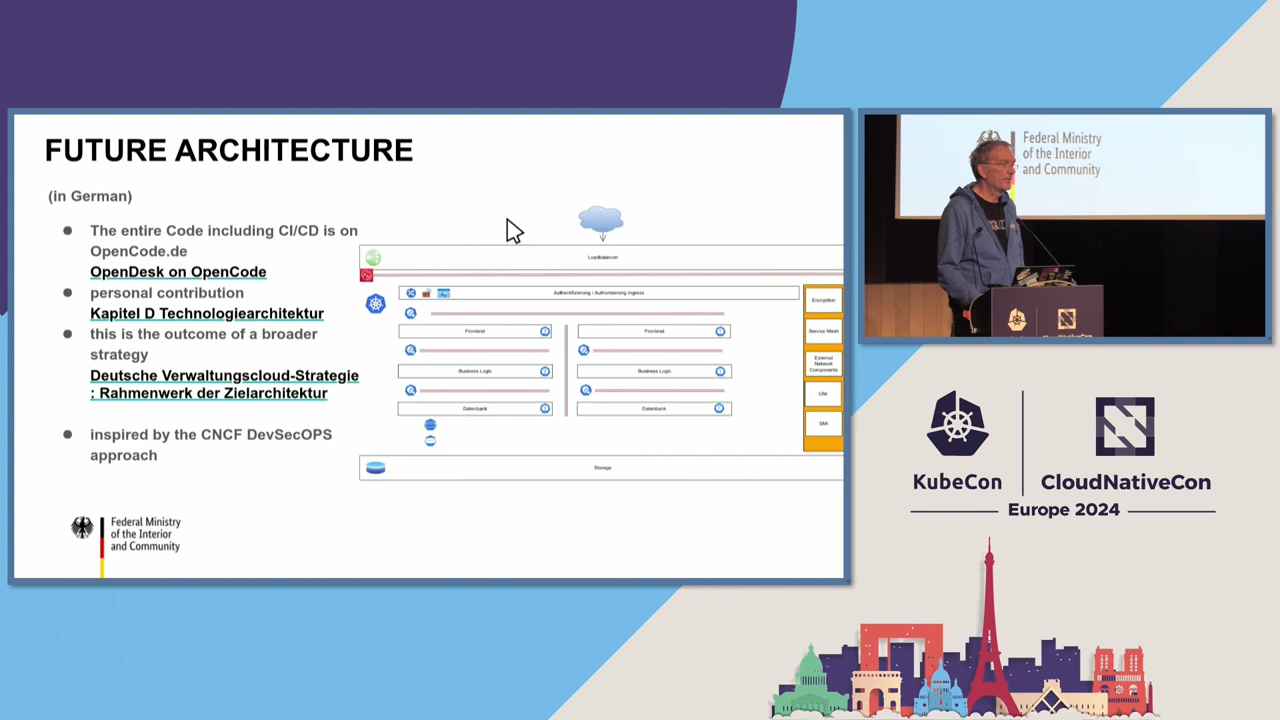 FUTURE ARCHITECTURE
(in German)
● The entire Code including CI/CD is on
OpenCode.de
OpenDesk on OpenCode
● personal contribution
Kapitel D Technologiearchitektur
● this is the outcome of a broader
strategy
Deutsche Verwaltungscloud-Strategie
: Rahmenwerk der Zielarchitektur
● inspired by the CNCF DevSecOPS
approach
Federal Ministry
of the Interior
and Community
Loadbalancer
Authentifizierung / Authorisierung Ingress
Frontend
Frontend
Business Logic
Business Logic
Datenbank
Datenbank
Storage
Encryption
Service Mesh
External
Network
Components
CNI
SMI
Federal Ministry
of the Interior
and Community
KubeCon
CloudNativeCon
Europe 2024